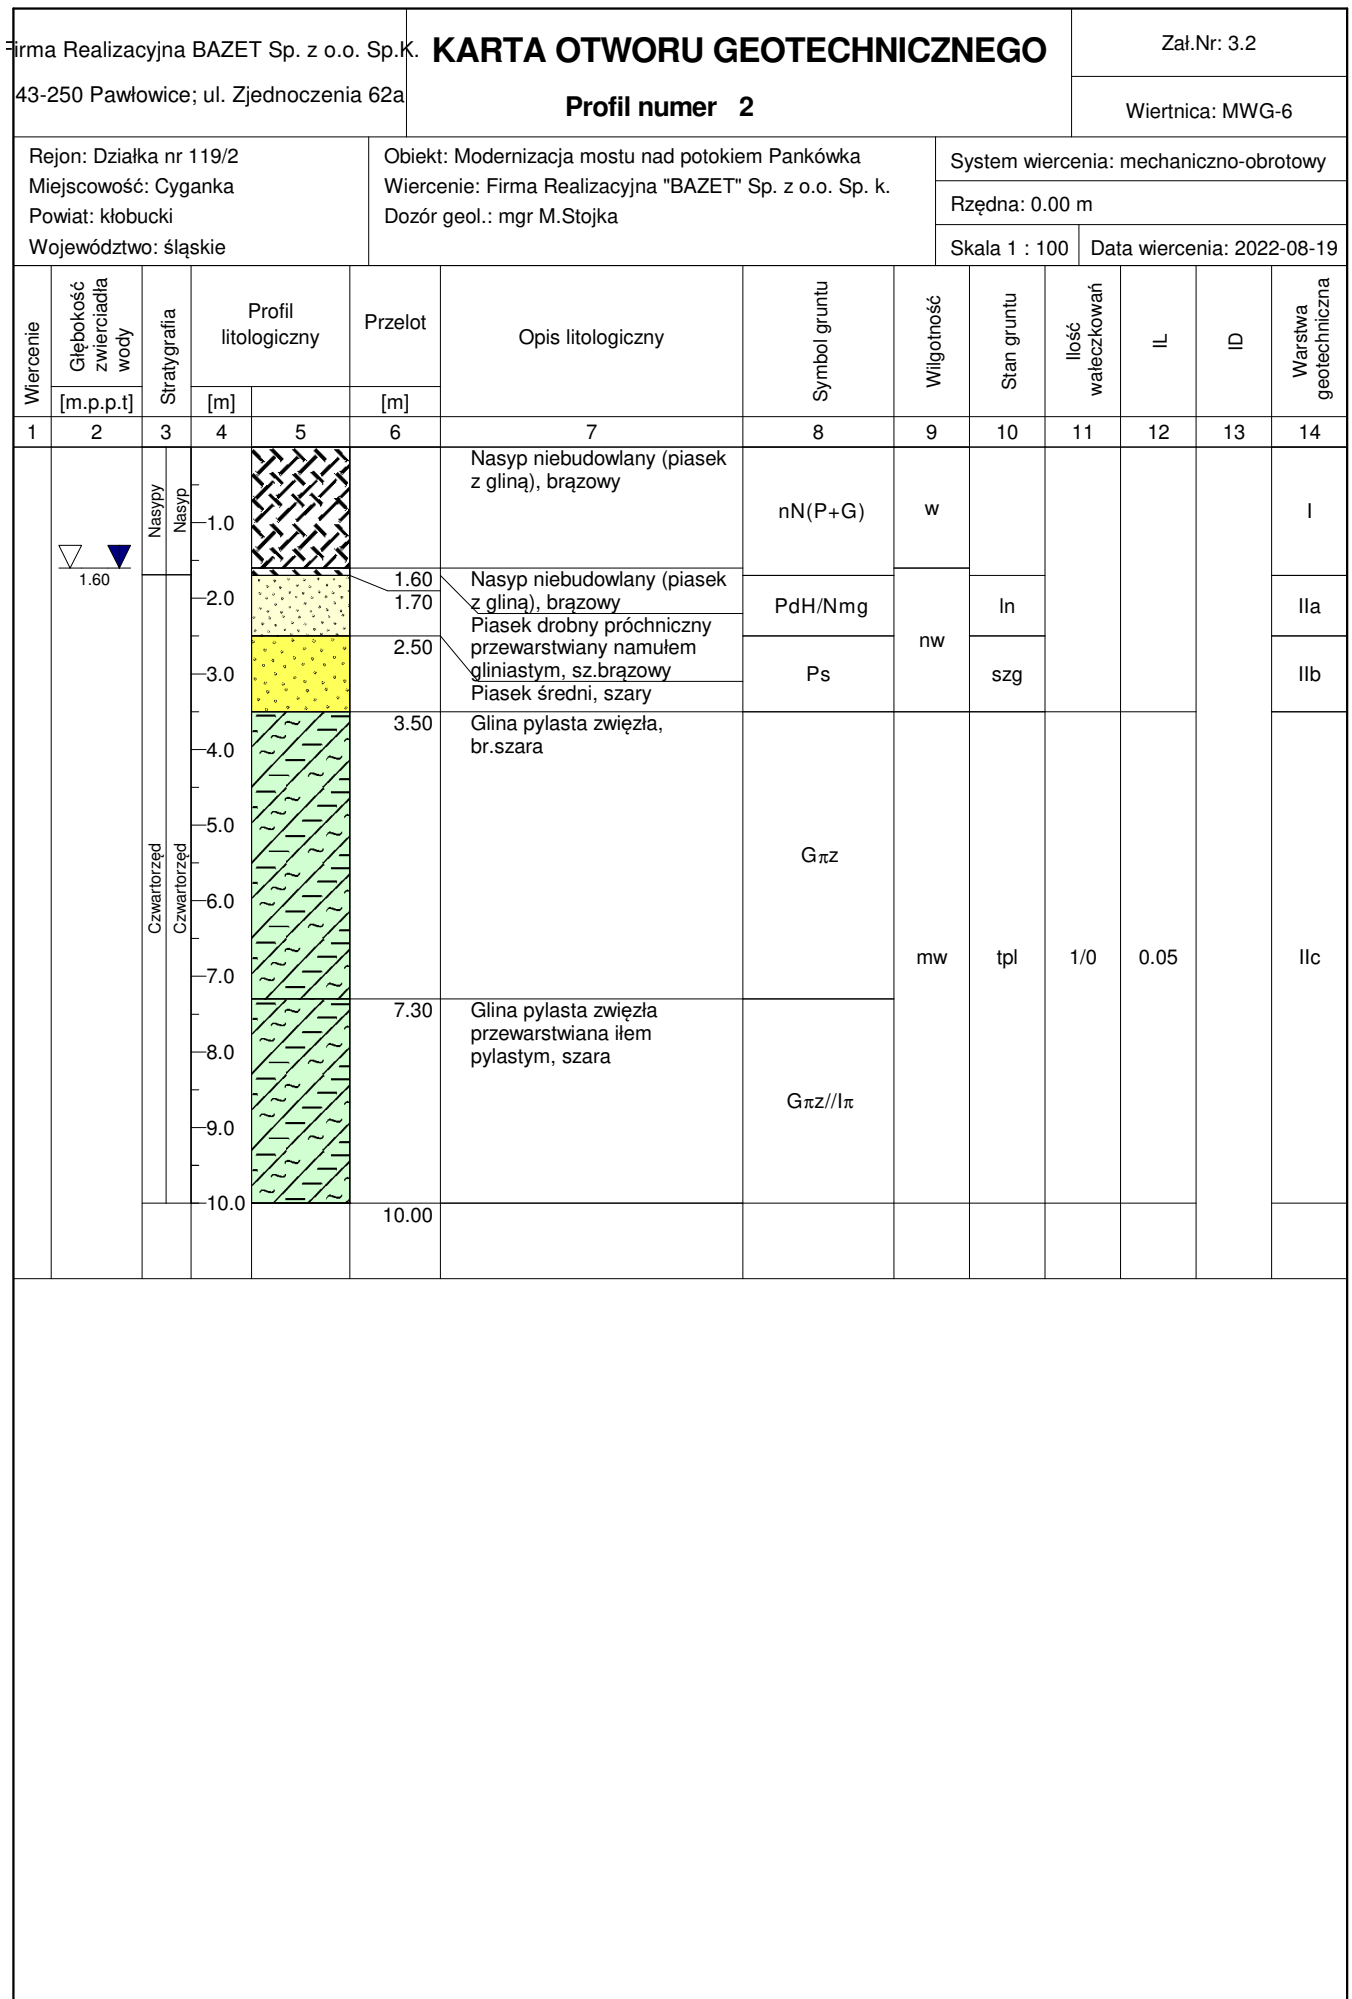 Firma Realizacyjna BAZET Sp. z o.o. Sp.K.
43-250 Pawłowice; ul. Zjednoczenia 62a
KARTA OTWORU GEOTECHNICZNEGO
Profil numer 2
Zał.Nr: 3.2
Wiertnica: MWG-6
Rejon: Działka nr 119/2
Miejscowość: Cyganka
Powiat: kłobucki
Województwo: śląskie
Obiekt: Modernizacja mostu nad potokiem Pankówka
Wiercenie: Firma Realizacyjna "BAZET" Sp. z o.o. Sp. k.
Dozór geol.: mgr M.Stojka
System wiercenia: mechaniczno-obrotowy
Rzędna: 0.00 m
Skala 1 : 100
Data wiercenia: 2022-08-19
Wiercenie
Głębokość
zwierciadła
wody
[m.p.p.t]
Stratygrafia
Profil
litologiczny
[m]
Przelot
[m]
Opis litologiczny
Symbol gruntu
Wilgotność
Stan gruntu
Ilość
wałeczkowań
IL
ID
Warstwa
geotechniczna
1 2 3 4 5 6 7 8 9 10 11 12 13 14
1.60
Nasypy
Nasyp
Czwartorzęd
Czwartorzęd
1.0
2.0
3.0
4.0
5.0
6.0
7.0
8.0
9.0
10.0
1.60
1.70
2.50
3.50
7.30
10.00
Nasyp niebudowlany (piasek
z gliną), brązowy
Nasyp niebudowlany (piasek
z gliną), brązowy
Piasek drobny próchniczny
przewarstwiany namułem
gliniastym, sz.brązowy
Piasek średni, szary
Glina pylasta zwięzła,
br.szara
Glina pylasta zwięzła
przewarstwiana iłem
pylastym, szara
nN(P+G)
PdH/Nmg
Ps
Gπz
Gπz//Iπ
w
nw
mw
ln
szg
tpl
1/0
0.05
I
IIa
IIb
IIc